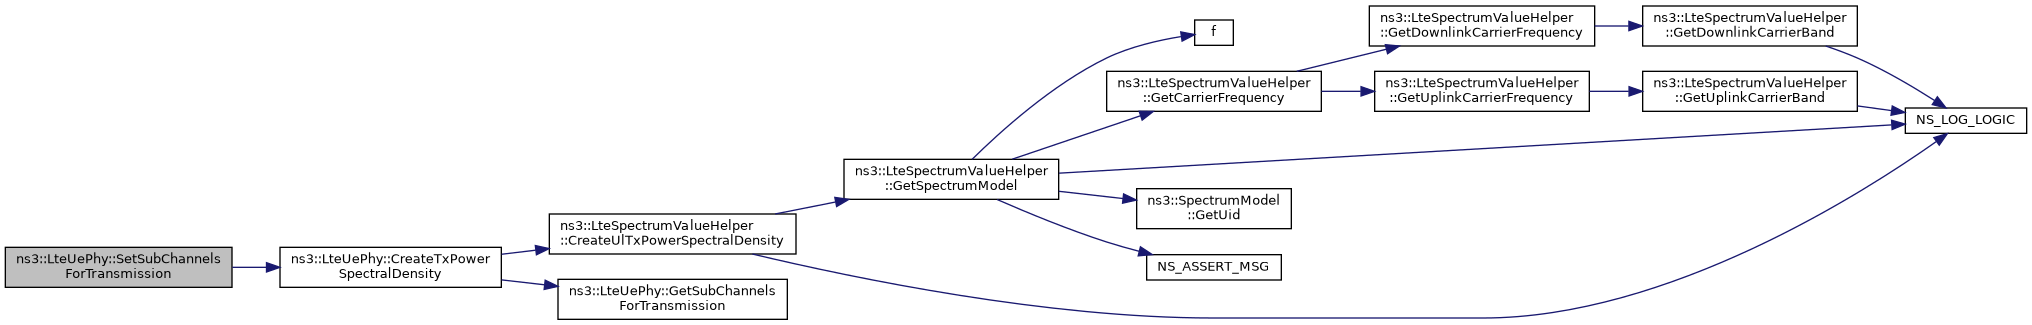 ns3::LteUePhy::SetSubChannels
ForTransmission
ns3::LteUePhy::CreateTxPower
SpectralDensity
ns3::LteSpectrumValueHelper
::CreateUlTxPowerSpectralDensity
ns3::LteUePhy::GetSubChannels
ForTransmission
ns3::LteSpectrumValueHelper
::GetSpectrumModel
f
ns3::LteSpectrumValueHelper
::GetCarrierFrequency
ns3::SpectrumModel
::GetUid
NS_ASSERT_MSG
ns3::LteSpectrumValueHelper
::GetDownlinkCarrierFrequency
ns3::LteSpectrumValueHelper
::GetUplinkCarrierFrequency
ns3::LteSpectrumValueHelper
::GetDownlinkCarrierBand
ns3::LteSpectrumValueHelper
::GetUplinkCarrierBand
NS_LOG_LOGIC